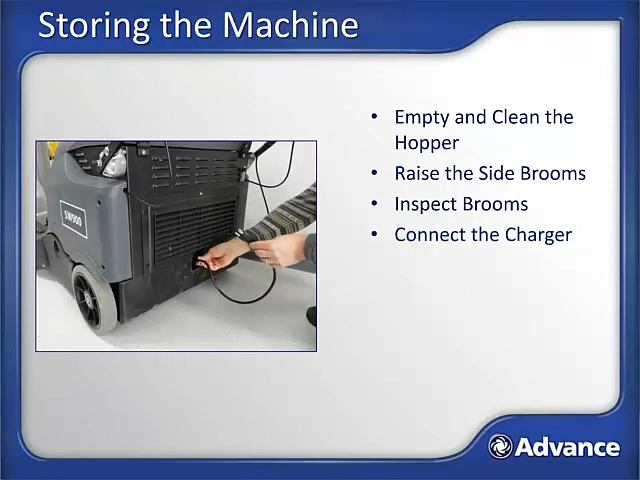 Storing the Machine
• Empty and Clean the
Hopper
• Raise the Side Brooms
• Inspect Brooms
• Connect the Charger
SW900
Advance